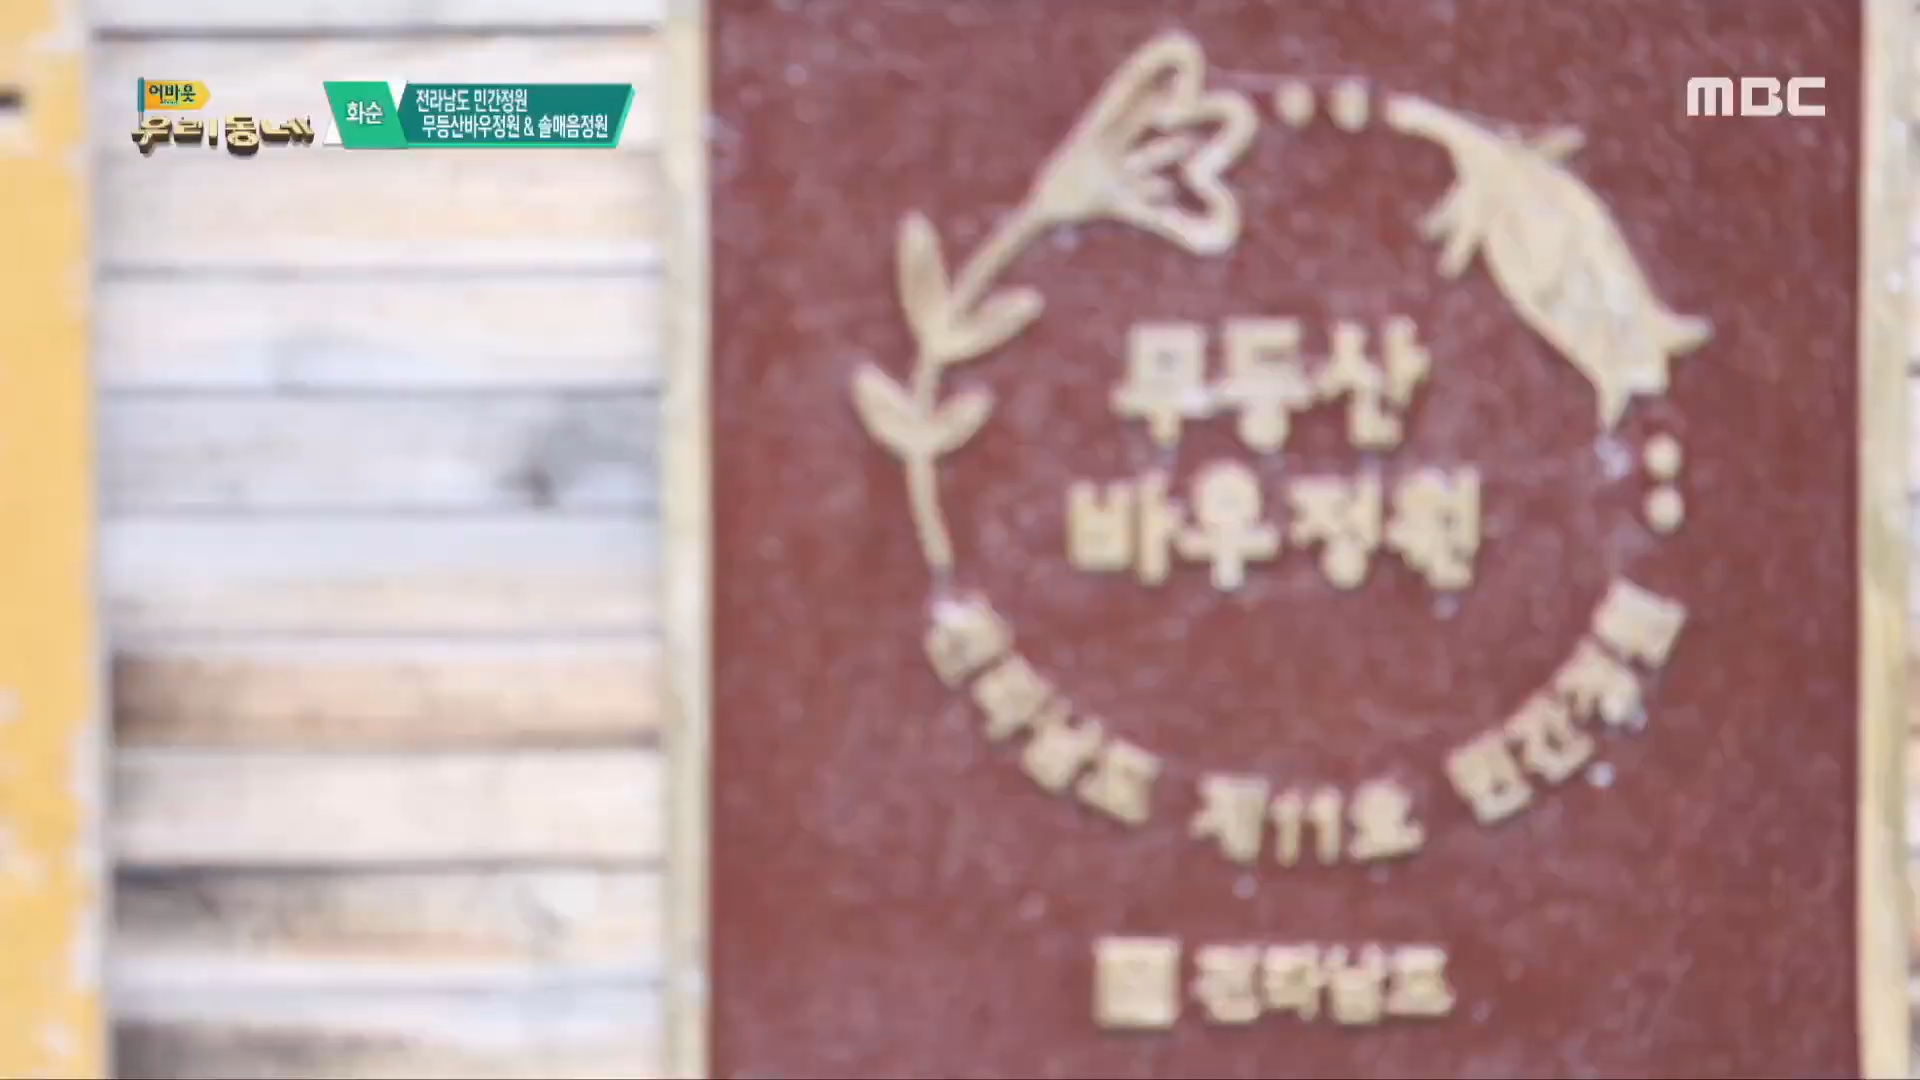 어바웃
우리동네
화순
전라남도 민간정원
무등산바우정원 & 솔매음정원
MBC
무등산
바우정원
전라남도 제11호 민간정원
전라남도